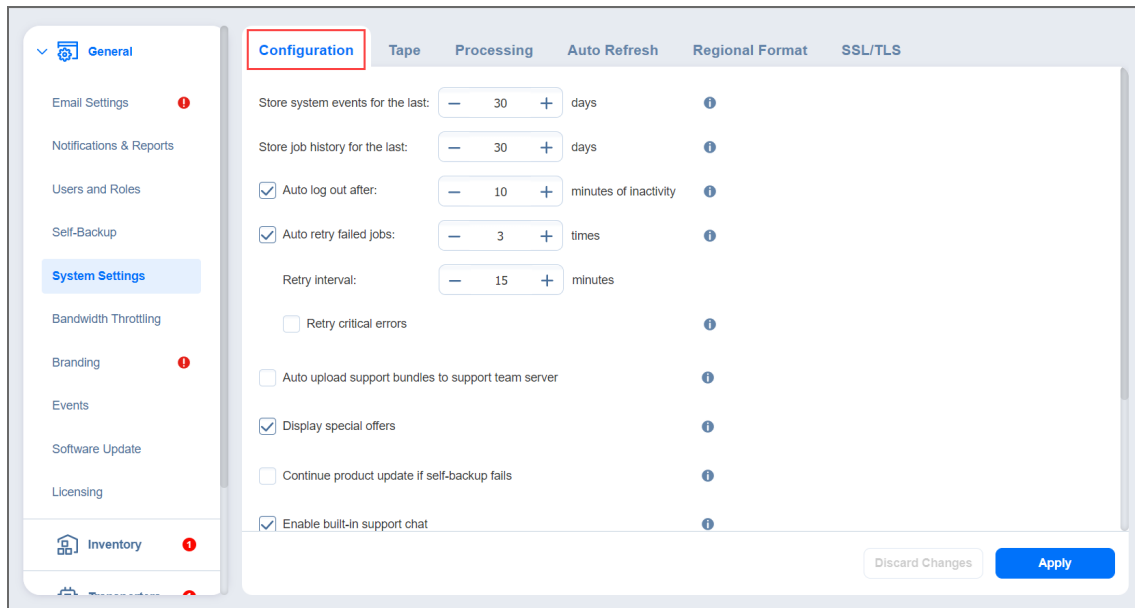 General
Email Settings
Notifications & Reports
Users and Roles
Self-Backup
System Settings
Bandwidth Throttling
Branding
Events
Software Update
Licensing
Inventory 1
Configuration Tape Processing Auto Refresh Regional Format SSL/TLS
Store system events for the last: 30 days
Store job history for the last: 30 days
Auto log out after: 10 minutes of inactivity
Auto retry failed jobs: 3 times
Retry interval: 15 minutes
Retry critical errors
Auto upload support bundles to support team server
Display special offers
Continue product update if self-backup fails
Enable built-in support chat
Discard Changes Apply